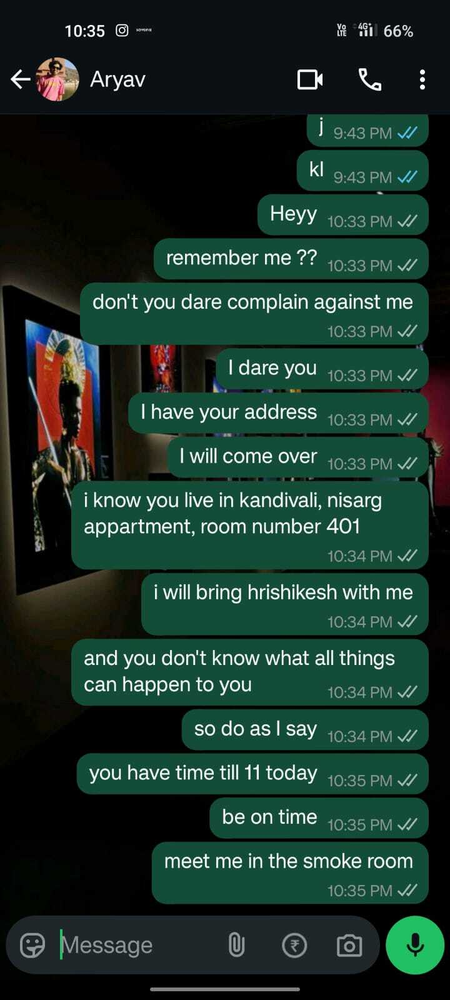 10:35 savana Vo LTE 4G+ 66%
Aryav
j 9:43 PM
kl 9:43 PM
Heyy 10:33 PM
remember me ?? 10:33 PM
don't you dare complain against me
10:33 PM
I dare you 10:33 PM
I have your address 10:33 PM
I will come over 10:33 PM
i know you live in kandivali, nisarg
appartment, room number 401
10:34 PM
i will bring hrishikesh with me
10:34 PM
and you don't know what all things
can happen to you 10:34 PM
so do as I say 10:34 PM
you have time till 11 today 10:35 PM
be on time 10:35 PM
meet me in the smoke room
10:35 PM
Message ₹